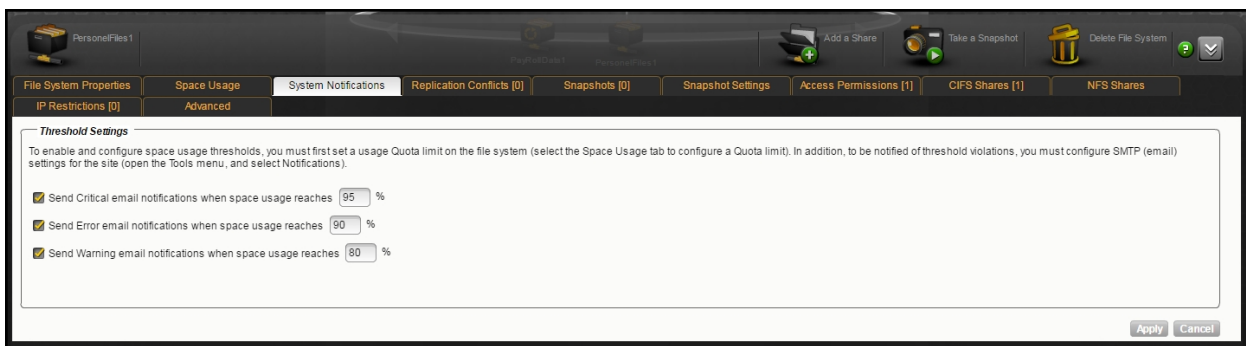 PersonelFiles1
PayRollData1
PersonelFiles1
Add a Share
Take a Snapshot
Delete File System
File System Properties
Space Usage
System Notifications
Replication Conflicts [0]
Snapshots [0]
Snapshot Settings
Access Permissions [1]
CIFS Shares [1]
NFS Shares
IP Restrictions [0]
Advanced
Threshold Settings
To enable and configure space usage thresholds, you must first set a usage Quota limit on the file system (select the Space Usage tab to configure a Quota limit). In addition, to be notified of threshold violations, you must configure SMTP (email)
settings for the site (open the Tools menu, and select Notifications).
Send Critical email notifications when space usage reaches 95 %
Send Error email notifications when space usage reaches 90 %
Send Warning email notifications when space usage reaches 80 %
Apply
Cancel